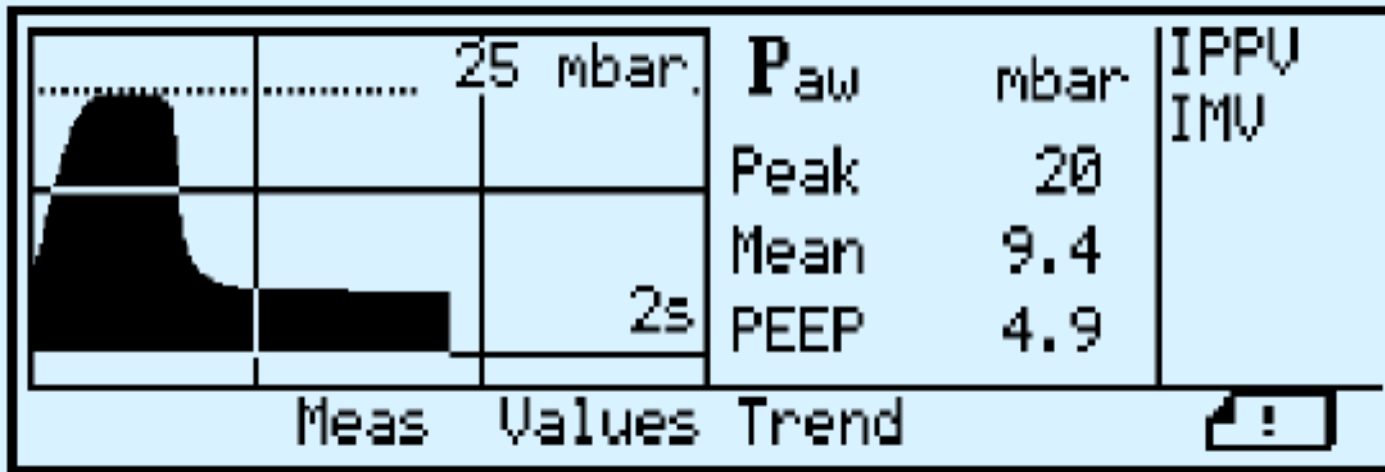 25 mbar
2s
Paw mbar
Peak 20
Mean 9.4
PEEP 4.9
IPPV
IMV
Meas Values Trend
!